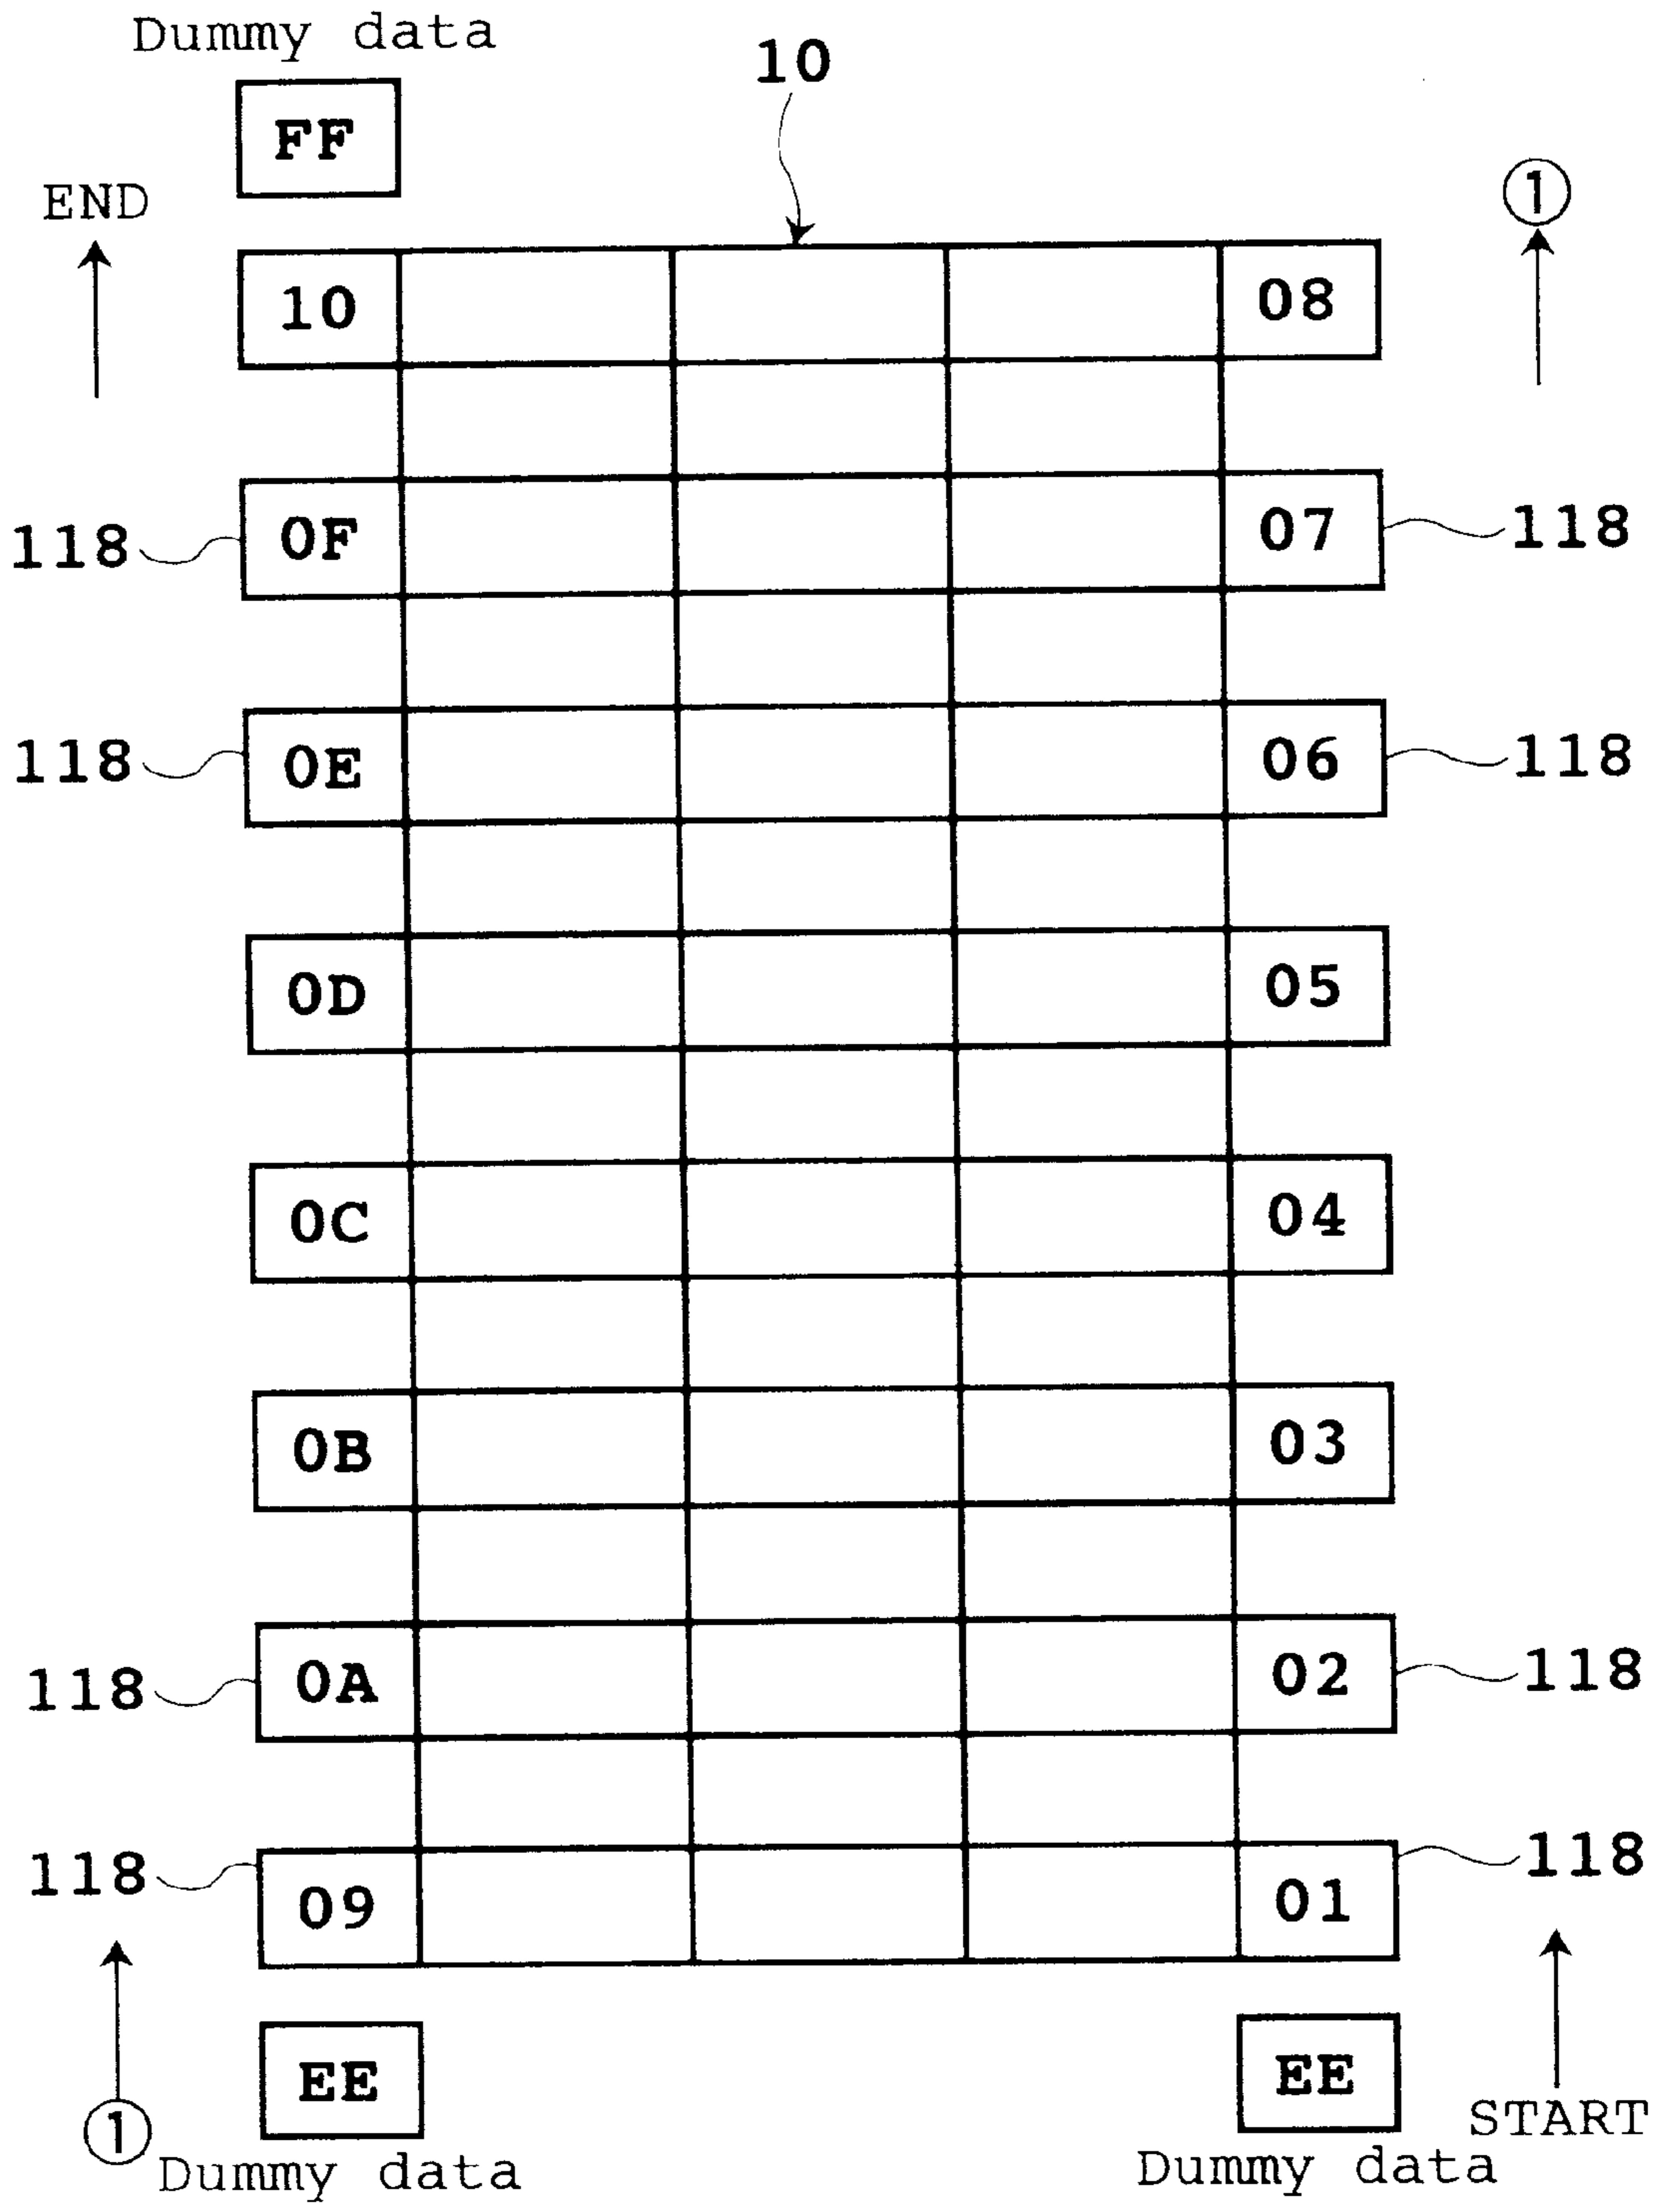 Dummy data
10
FF
END
①
10 08
118 0F 07 118
118 0E 06 118
0D 05
0C 04
0B 03
118 0A 02 118
118 09 01 118
EE EE
① START
Dummy data Dummy data